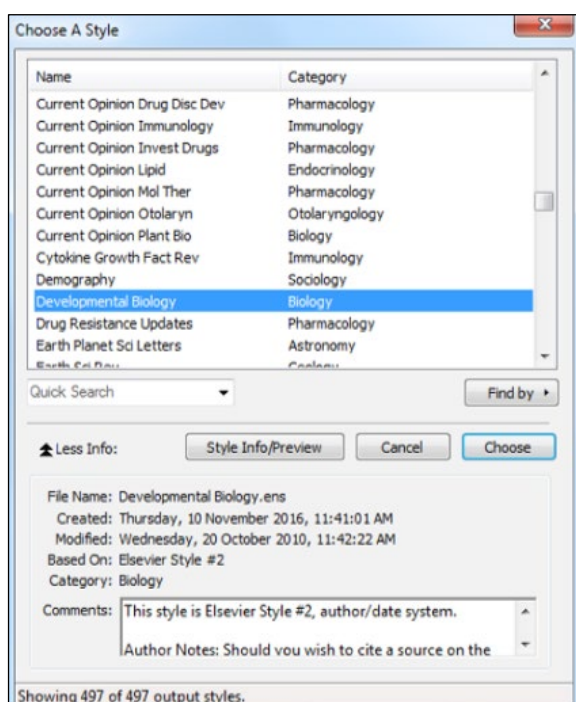 Choose A Style
Name Category
Current Opinion Drug Disc Dev Pharmacology
Current Opinion Immunology Immunology
Current Opinion Invest Drugs Pharmacology
Current Opinion Lipid Endocrinology
Current Opinion Mol Ther Pharmacology
Current Opinion Otolaryn Otolaryngology
Current Opinion Plant Bio Biology
Cytokine Growth Fact Rev Immunology
Demography Sociology
Developmental Biology Biology
Drug Resistance Updates Pharmacology
Earth Planet Sci Letters Astronomy
Earth Sci Rev Geology
Quick Search Find by
Less Info: Style Info/Preview Cancel Choose
File Name: Developmental Biology.ens
Created: Thursday, 10 November 2016, 11:41:01 AM
Modified: Wednesday, 20 October 2010, 11:42:22 AM
Based On: Elsevier Style #2
Category: Biology
Comments: This style is Elsevier Style #2, author/date system.
Author Notes: Should you wish to cite a source on the
Showing 497 of 497 output styles.